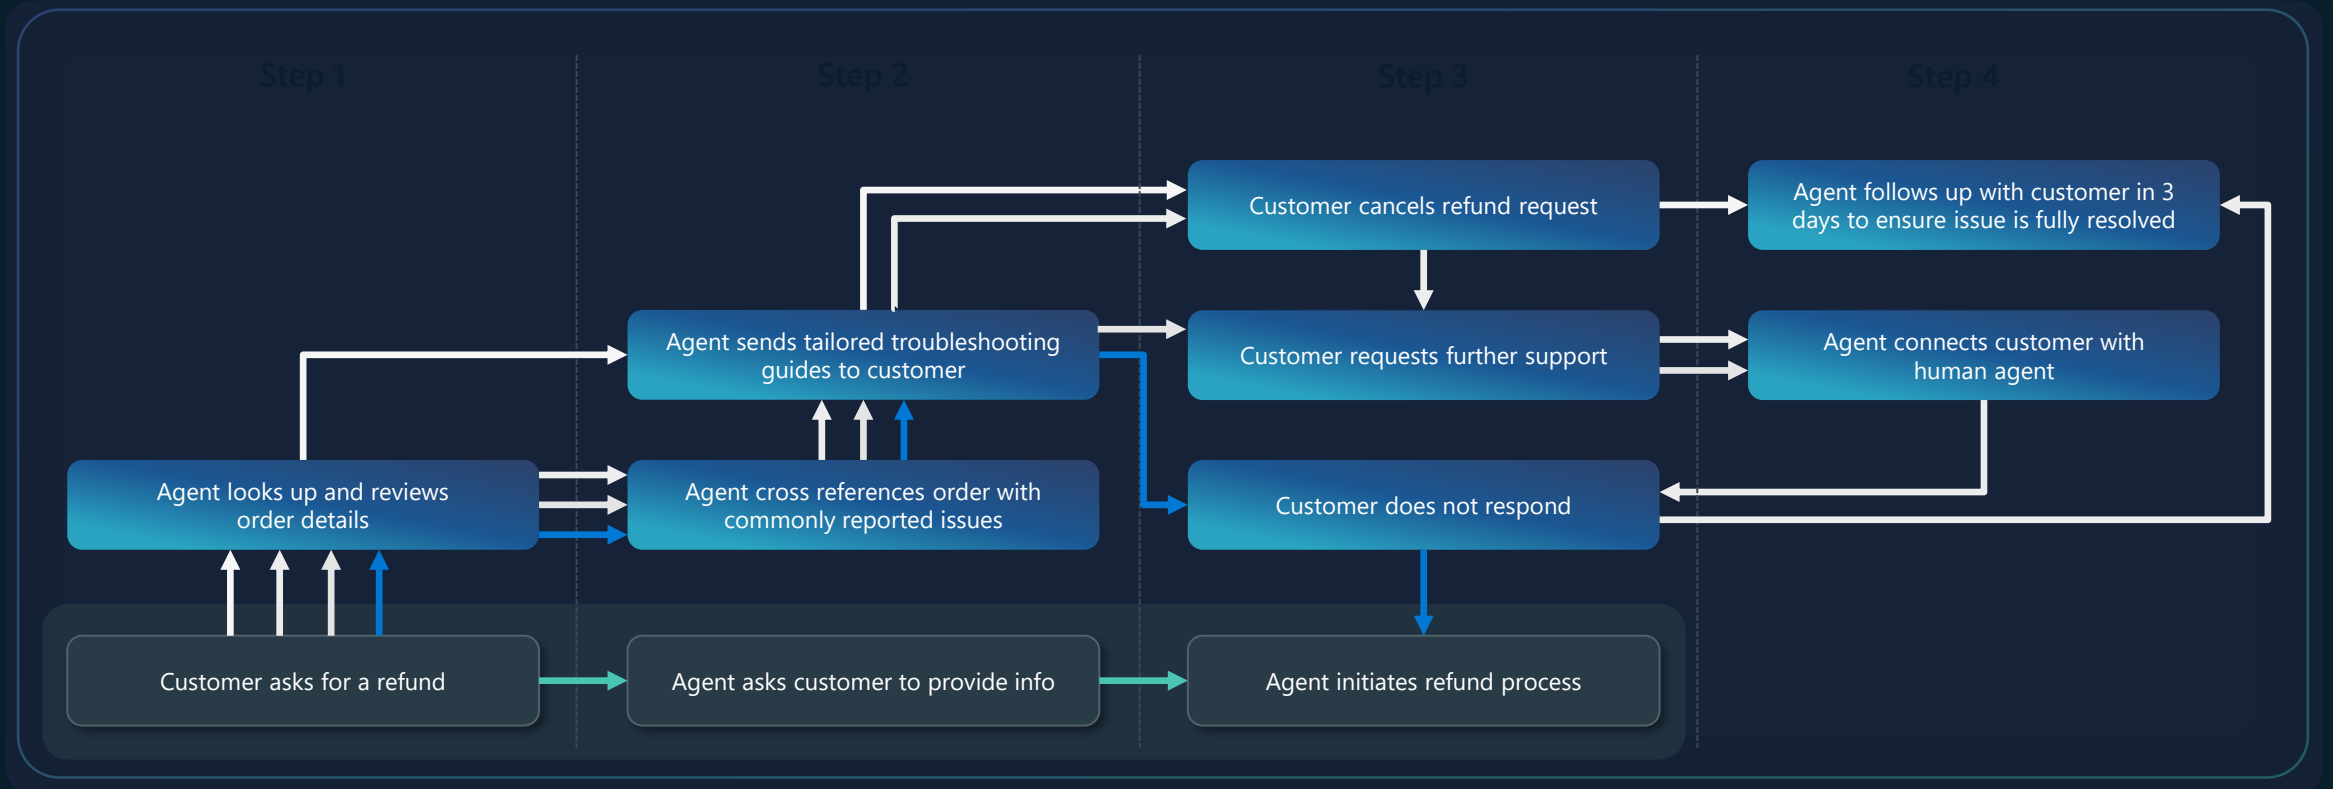 Step 1
Step 2
Step 3
Step 4
Customer cancels refund request
Agent follows up with customer in 3
days to ensure issue is fully resolved
Agent sends tailored troubleshooting
guides to customer
Customer requests further support
Agent connects customer with
human agent
Agent looks up and reviews
order details
Agent cross references order with
commonly reported issues
Customer does not respond
Customer asks for a refund
Agent asks customer to provide info
Agent initiates refund process